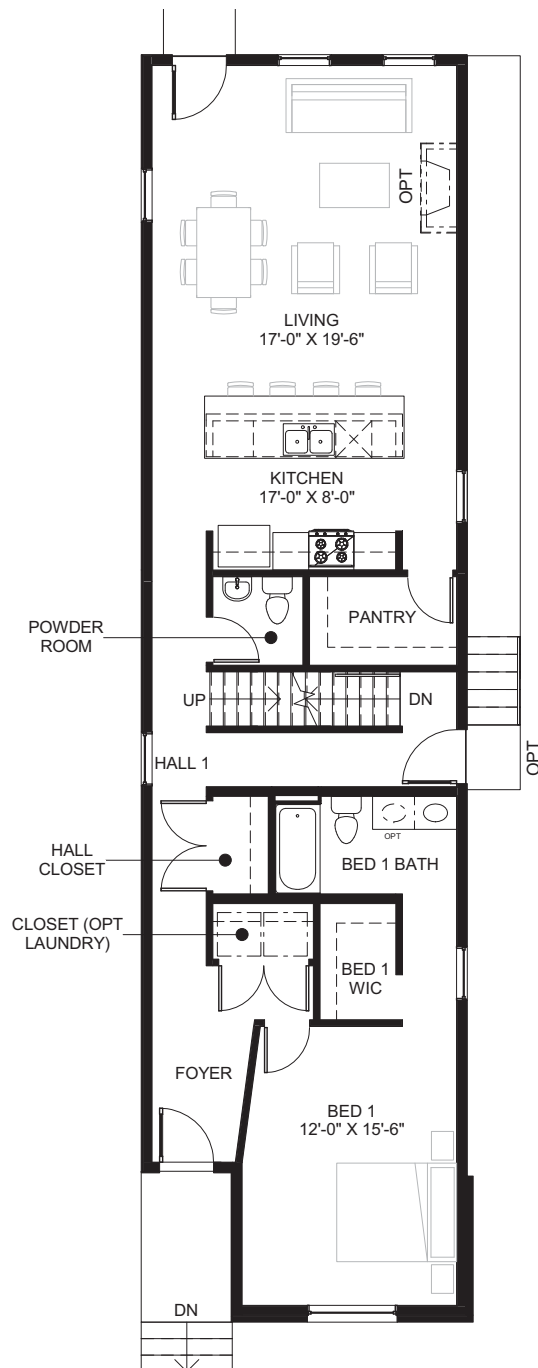 OPT
LIVING
17'-0" X 19'-6"
KITCHEN
17'-0" X 8'-0"
POWDER
ROOM
PANTRY
UP
DN
HALL 1
OPT
HALL
CLOSET
OPT
BED 1 BATH
CLOSET (OPT
LAUNDRY)
BED 1
WIC
FOYER
BED 1
12'-0" X 15'-6"
DN